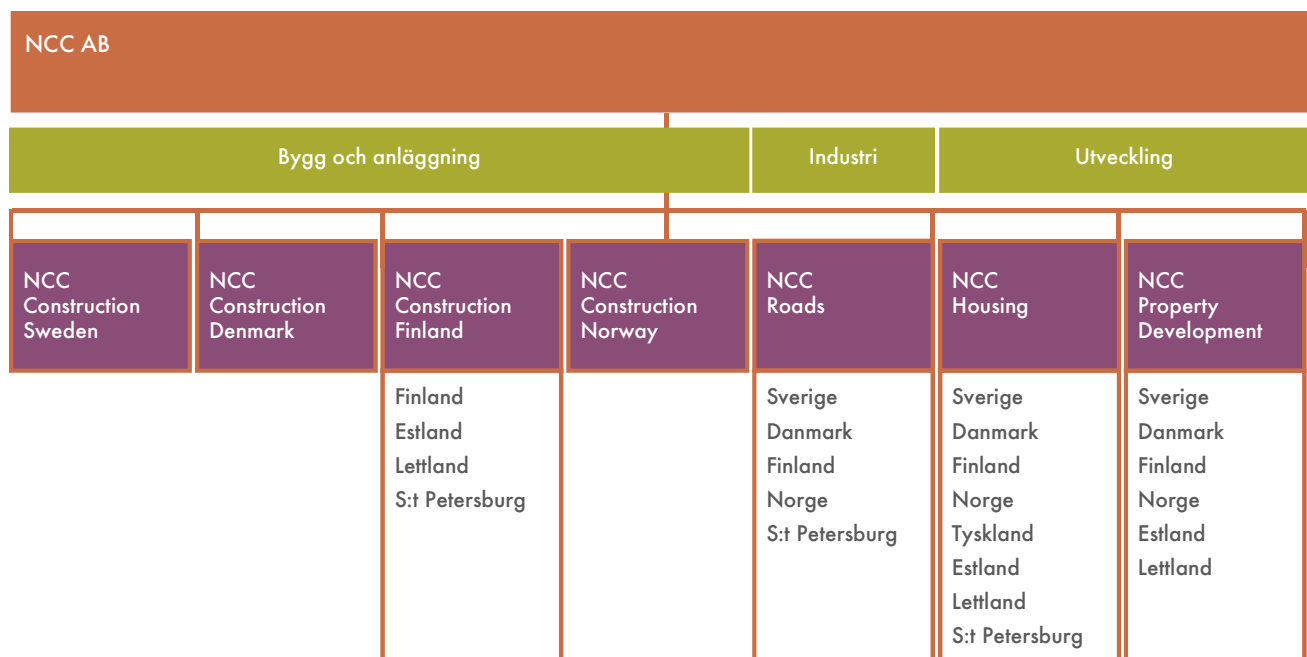 NCC AB
Bygg och anläggning
Industri
Utveckling
NCC
Construction
Sweden
NCC
Construction
Denmark
NCC
Construction
Finland
NCC
Construction
Norway
NCC
Roads
NCC
Housing
NCC
Property
Development
Finland
Estland
Lettland
S:t Petersburg
Sverige
Danmark
Finland
Norge
S:t Petersburg
Sverige
Danmark
Finland
Norge
Tyskland
Estland
Lettland
S:t Petersburg
Sverige
Danmark
Finland
Norge
Estland
Lettland